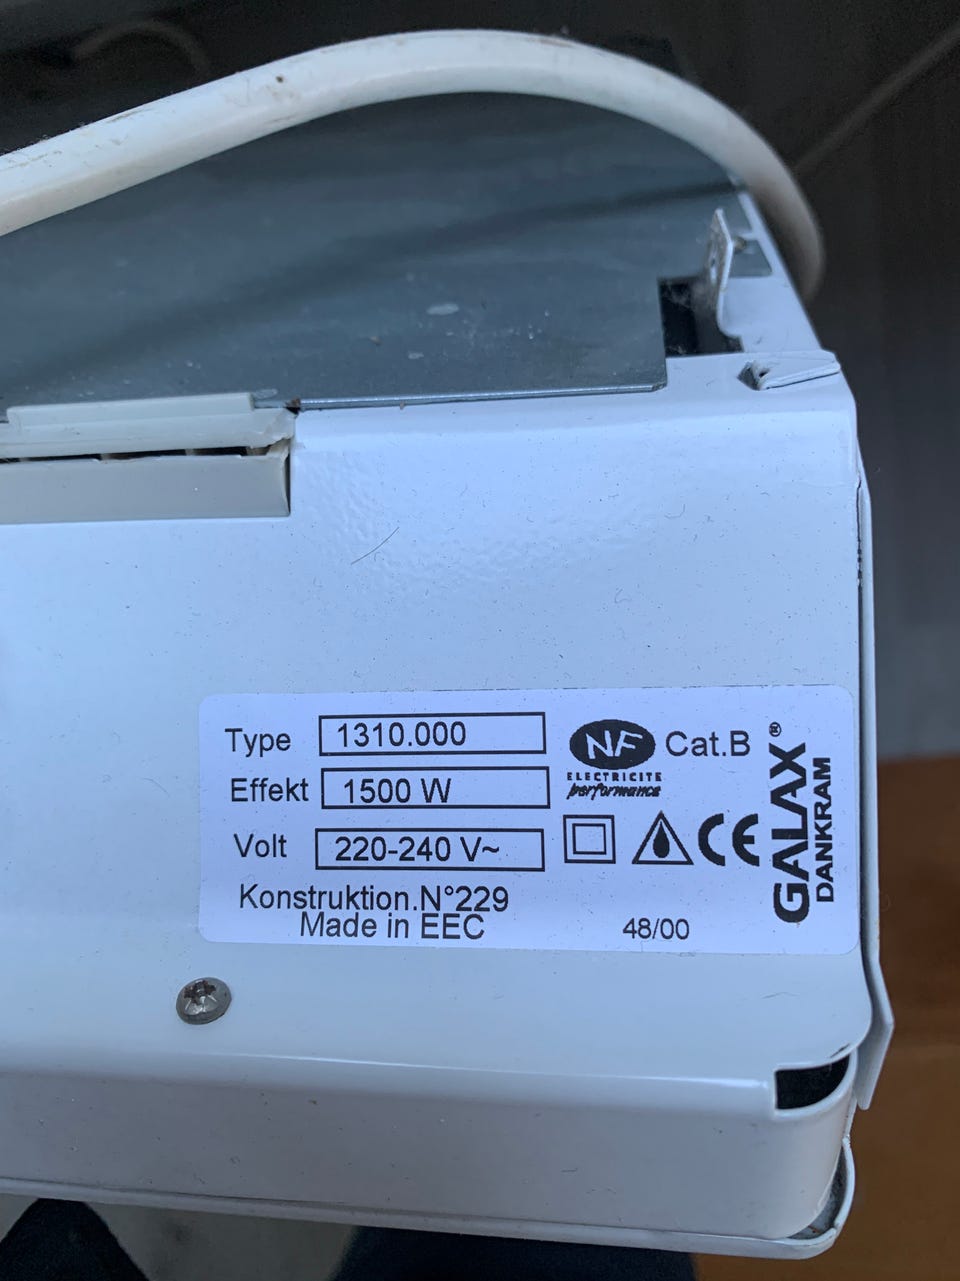 Type 1310.000
Effekt 1500 W
Volt 220-240 V~
Konstruktion.N°229
Made in EEC
48/00
NF Cat.B
ELECTRICITE
performance
CE
GALAX®
DANKRAM